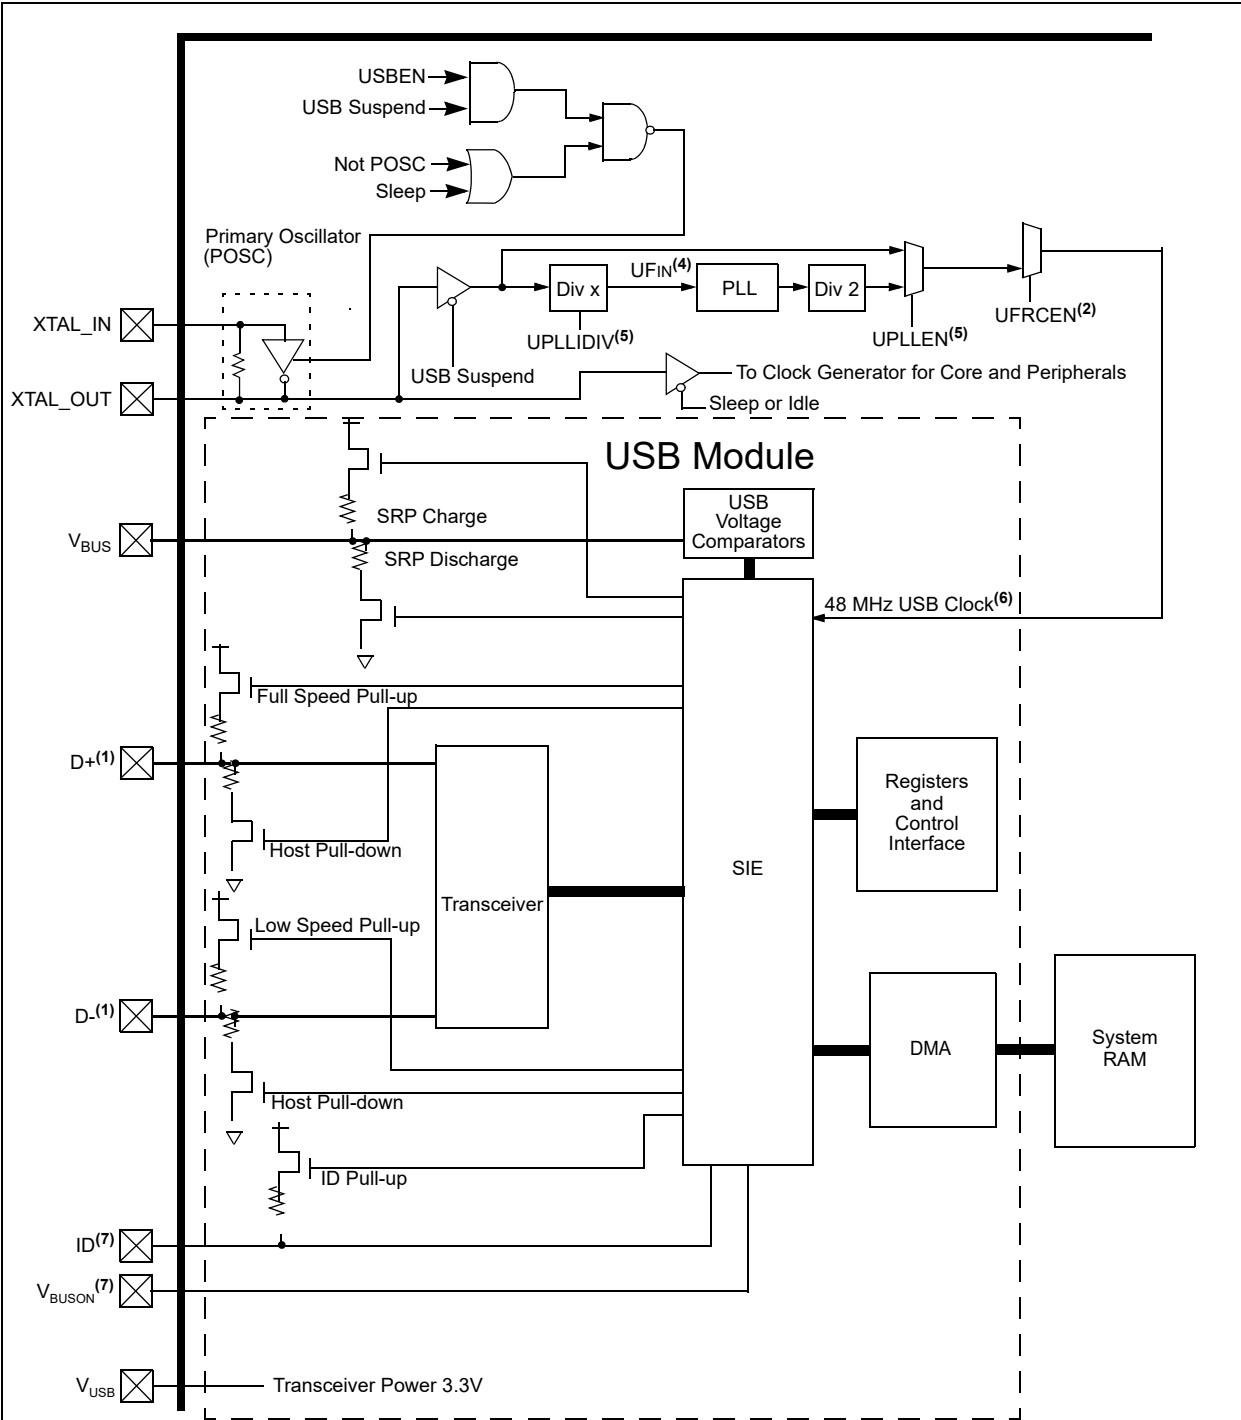 USBEN
USB Suspend
Not POSC
Sleep
Primary Oscillator
(POSC)
UFIN(4)
Div x
PLL
Div 2
UFRCEN(2)
XTAL_IN
UPLLIDIV(5)
UPLLEN(5)
USB Suspend
To Clock Generator for Core and Peripherals
XTAL_OUT
Sleep or Idle
USB Module
USB
Voltage
Comparators
SRP Charge
VBUS
SRP Discharge
48 MHz USB Clock(6)
Full Speed Pull-up
D+(1)
Registers
and
Control
Interface
Host Pull-down
SIE
Transceiver
Low Speed Pull-up
D-(1)
DMA
System
RAM
Host Pull-down
ID Pull-up
ID(7)
VBUSON(7)
VUSB
Transceiver Power 3.3V